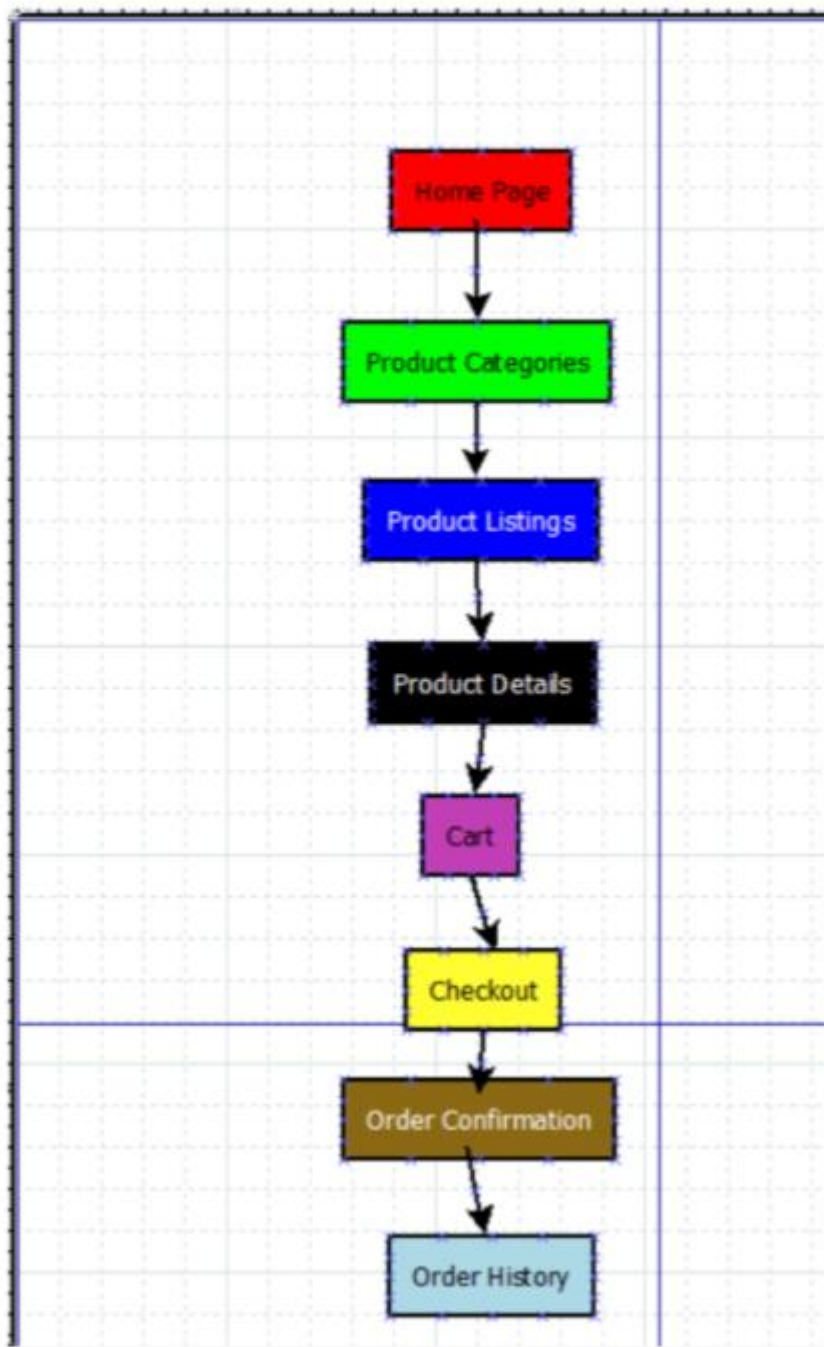 Home Page
Product Categories
Product Listings
Product Details
Cart
Checkout
Order Confirmation
Order History